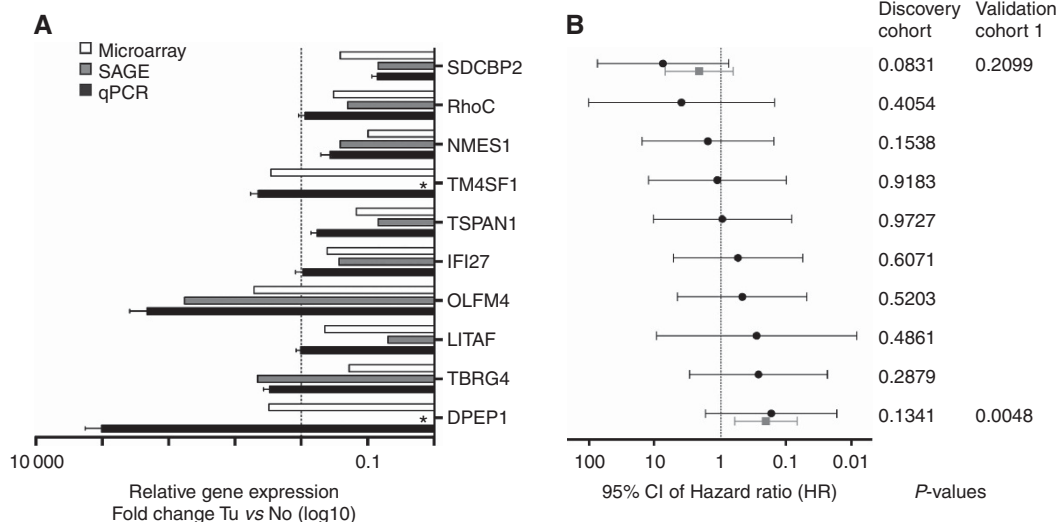 A
Microarray
SAGE
qPCR
SDCBP2
RhoC
NMES1
*
TM4SF1
TSPAN1
IFI27
OLFM4
LITAF
TBRG4
*
DPEP1
10 000
0.1
Relative gene expression
Fold change Tu vs No (log10)
B
Discovery cohort
Validation cohort 1
0.0831 0.2099
0.4054
0.1538
0.9183
0.9727
0.6071
0.5203
0.4861
0.2879
0.1341 0.0048
100 10 1 0.1 0.01
95% CI of Hazard ratio (HR)
P-values